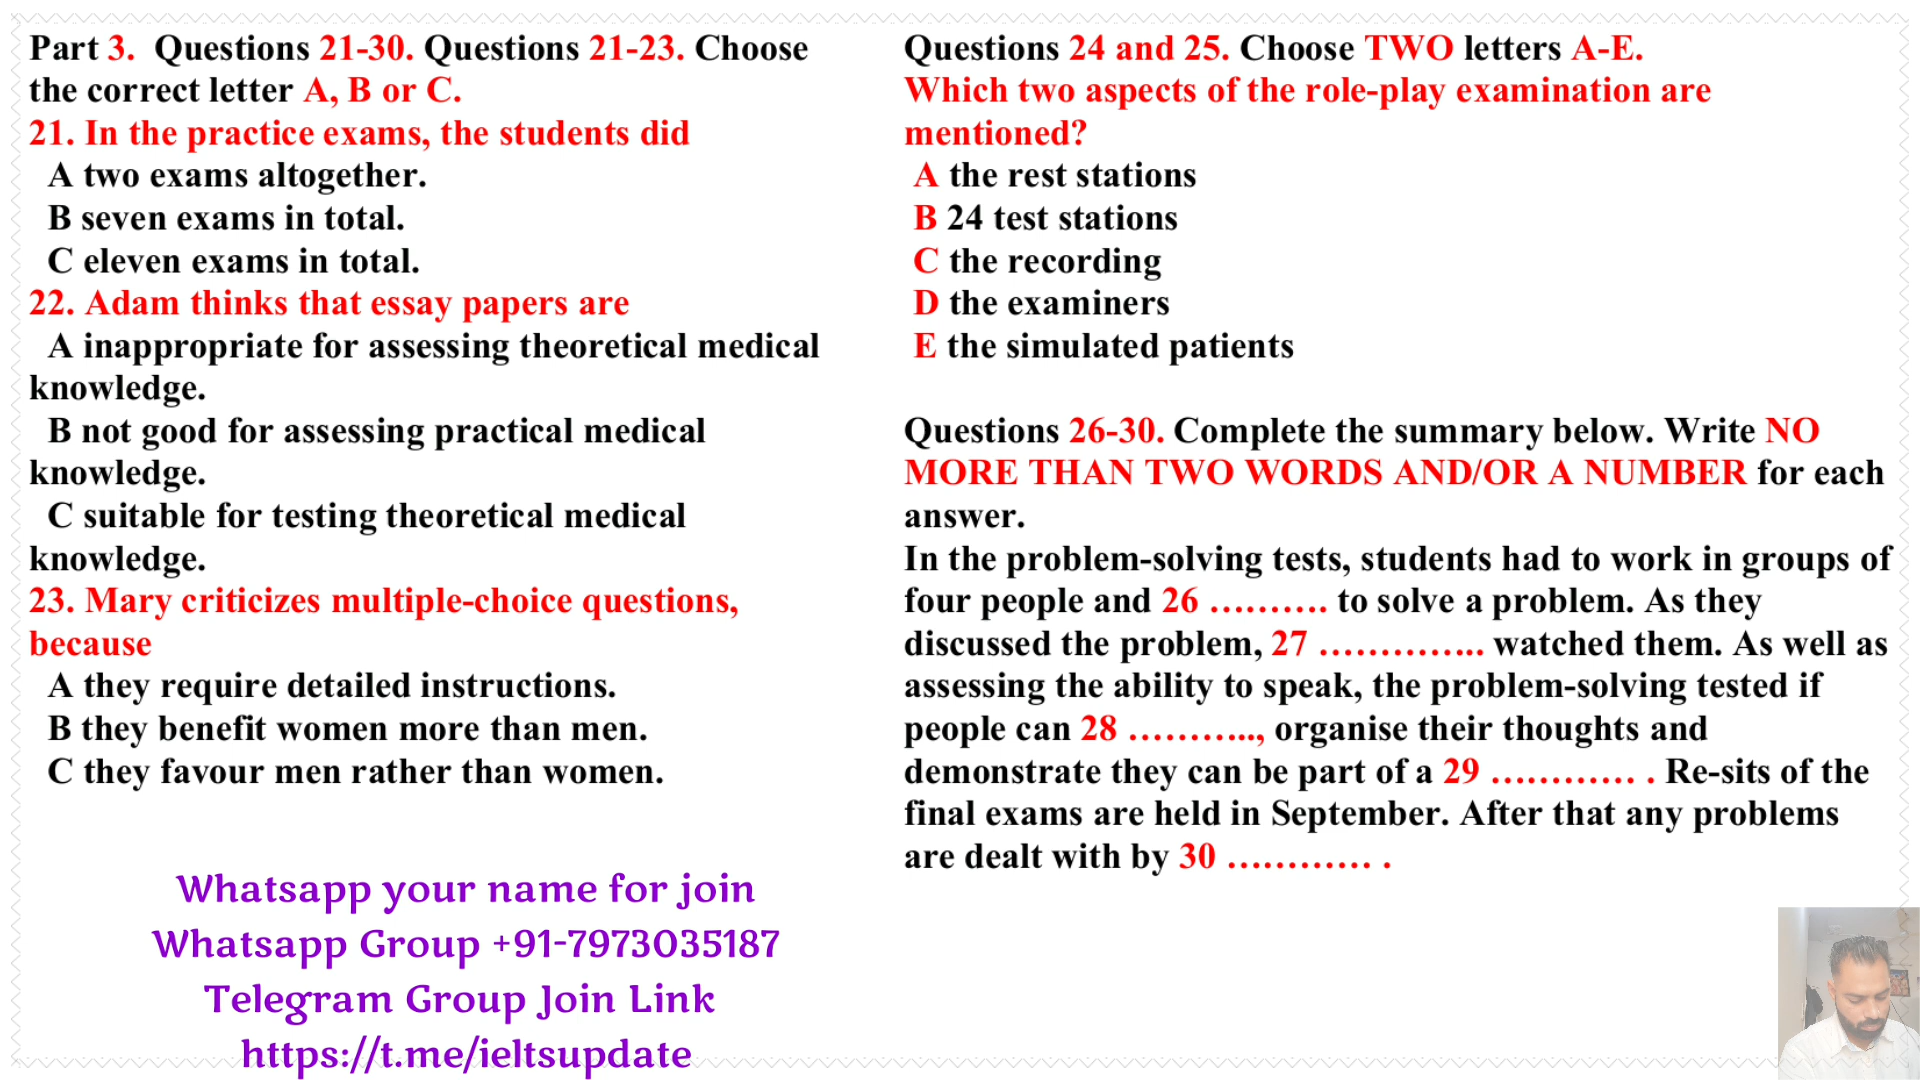 Part 3.  Questions 21-30. Questions 21-23. Choose
the correct letter A, B or C.
21. In the practice exams, the students did
A two exams altogether.
B seven exams in total.
C eleven exams in total.
22. Adam thinks that essay papers are
A inappropriate for assessing theoretical medical
knowledge.
B not good for assessing practical medical
knowledge.
C suitable for testing theoretical medical
knowledge.
23. Mary criticizes multiple-choice questions,
because
A they require detailed instructions.
B they benefit women more than men.
C they favour men rather than women.
Whatsapp your name for join
Whatsapp Group +91-7973035187
Telegram Group Join Link
https://t.me/ieltsupdate
Questions 24 and 25. Choose TWO letters A-E.
Which two aspects of the role-play examination are
mentioned?
A the rest stations
B 24 test stations
C the recording
D the examiners
E the simulated patients
Questions 26-30. Complete the summary below. Write NO
MORE THAN TWO WORDS AND/OR A NUMBER for each
answer.
In the problem-solving tests, students had to work in groups of
four people and 26 ………. to solve a problem. As they
discussed the problem, 27 ………….. watched them. As well as
assessing the ability to speak, the problem-solving tested if
people can 28 ……….., organise their thoughts and
demonstrate they can be part of a 29 ………… . Re-sits of the
final exams are held in September. After that any problems
are dealt with by 30 ………… .